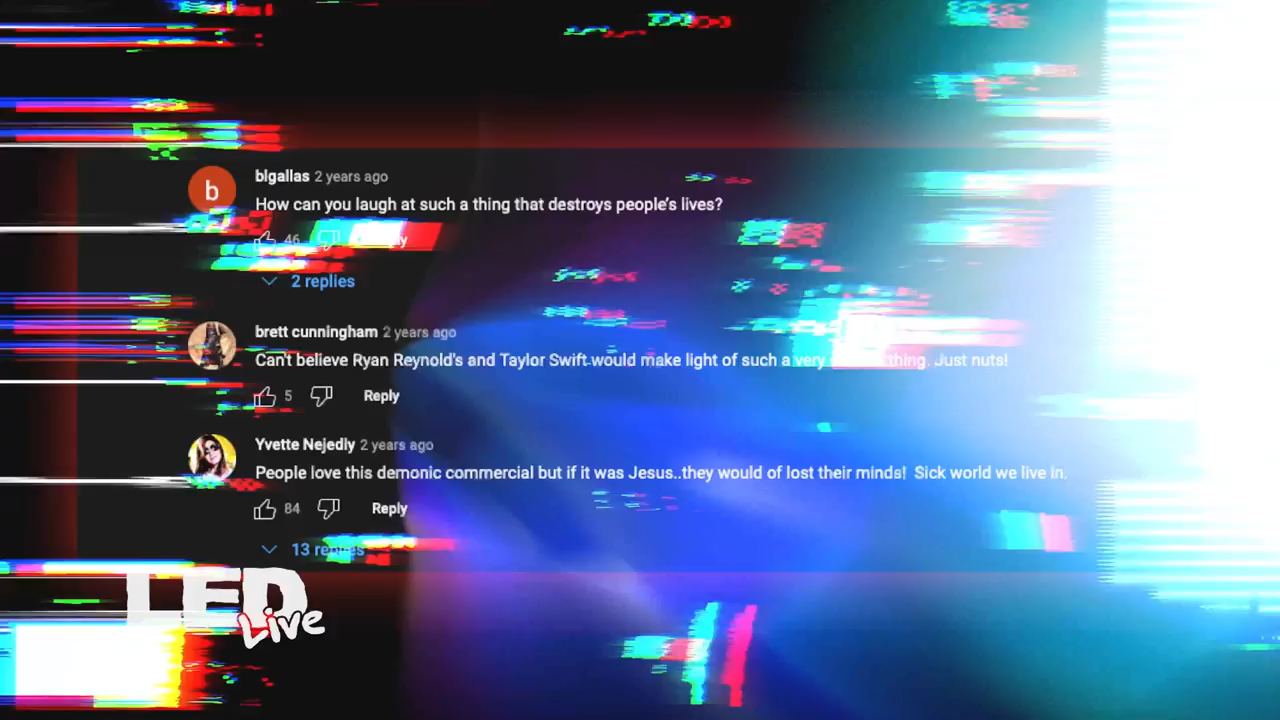 b
blgallas 2 years ago
How can you laugh at such a thing that destroys people's lives?
46
2 replies
brett cunningham 2 years ago
Can't believe Ryan Reynold's and Taylor Swift would make light of such a very thing. Just nuts!
5 Reply
Yvette Nejedly 2 years ago
People love this demonic commercial but if it was Jesus..they would of lost their minds! Sick world we live in.
84 Reply
13 replies
LED
Live